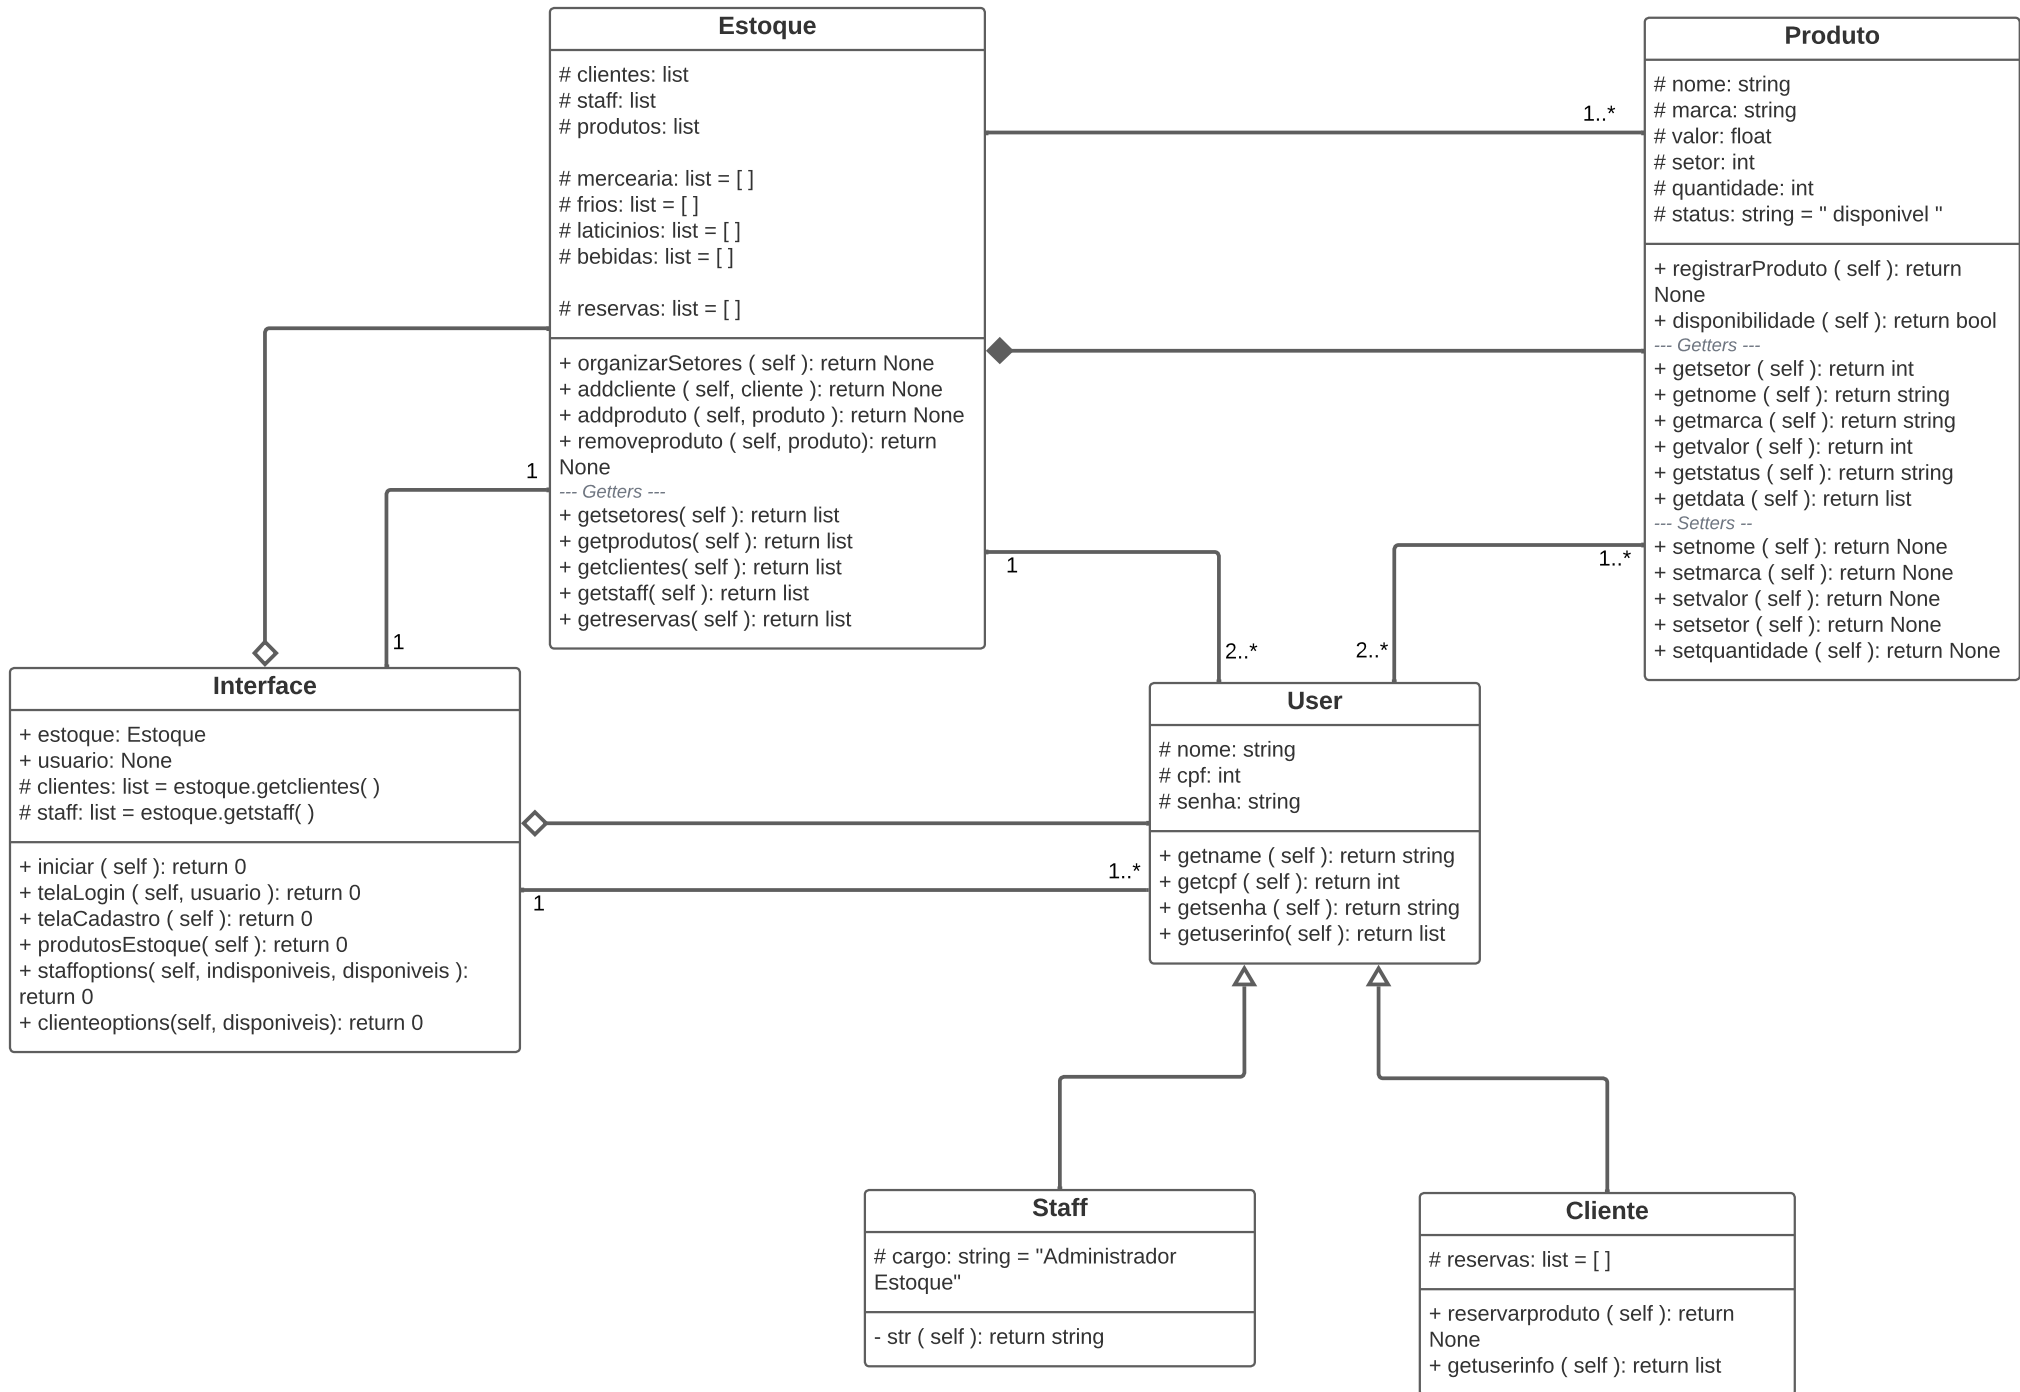 Estoque
# clientes: list
# staff: list
# produtos: list
# mercearia: list = [ ]
# frios: list = [ ]
# laticinios: list = [ ]
# bebidas: list = [ ]
# reservas: list = [ ]
+ organizarSetores ( self ): return None
+ addcliente ( self, cliente ): return None
+ addproduto ( self, produto ): return None
+ removeproduto ( self, produto): return
None
--- Getters ---
+ getsetores( self ): return list
+ getprodutos( self ): return list
+ getclientes( self ): return list
+ getstaff( self ): return list
+ getreservas( self ): return list
1..*
Produto
# nome: string
# marca: string
# valor: float
# setor: int
# quantidade: int
# status: string = " disponivel "
+ registrarProduto ( self ): return
None
+ disponibilidade ( self ): return bool
--- Getters ---
+ getsetor ( self ): return int
+ getnome ( self ): return string
+ getmarca ( self ): return string
+ getvalor ( self ): return int
+ getstatus ( self ): return string
+ getdata ( self ): return list
--- Setters --
+ setnome ( self ): return None
+ setmarca ( self ): return None
+ setvalor ( self ): return None
+ setsetor ( self ): return None
+ setquantidade ( self ): return None
1
1
1
2..*
2..*
1..*
Interface
+ estoque: Estoque
+ usuario: None
# clientes: list = estoque.getclientes( )
# staff: list = estoque.getstaff( )
+ iniciar ( self ): return 0
+ telaLogin ( self, usuario ): return 0
+ telaCadastro ( self ): return 0
+ produtosEstoque( self ): return 0
+ staffoptions( self, indisponiveis, disponiveis ):
return 0
+ clienteoptions(self, disponiveis): return 0
1
1..*
User
# nome: string
# cpf: int
# senha: string
+ getname ( self ): return string
+ getcpf ( self ): return int
+ getsenha ( self ): return string
+ getuserinfo( self ): return list
Staff
# cargo: string = "Administrador
Estoque"
- str ( self ): return string
Cliente
# reservas: list = [ ]
+ reservarproduto ( self ): return
None
+ getuserinfo ( self ): return list